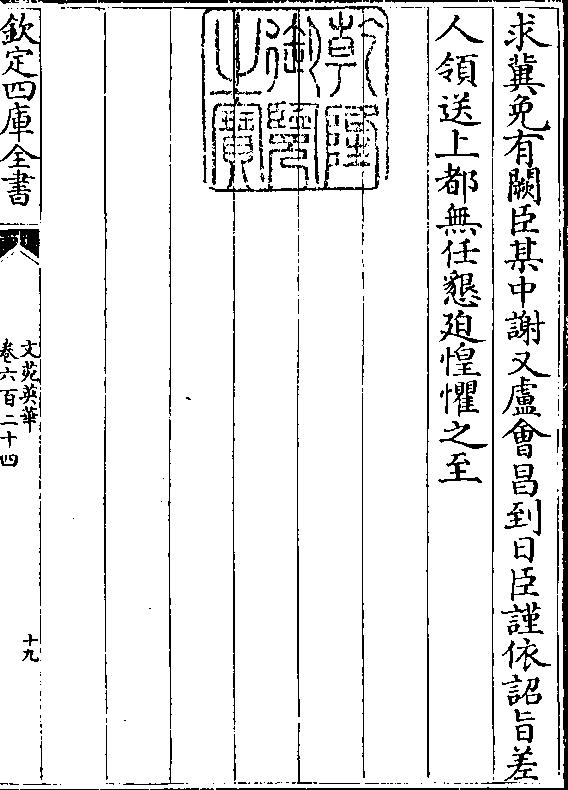 求冀免有闕臣某中謝又盧會昌到日臣謹依詔旨差
人領送上都無任懇廹惶懼之至
乾隆御覽之寶
欽定四庫全書
文苑英華
卷六百二十四
十九